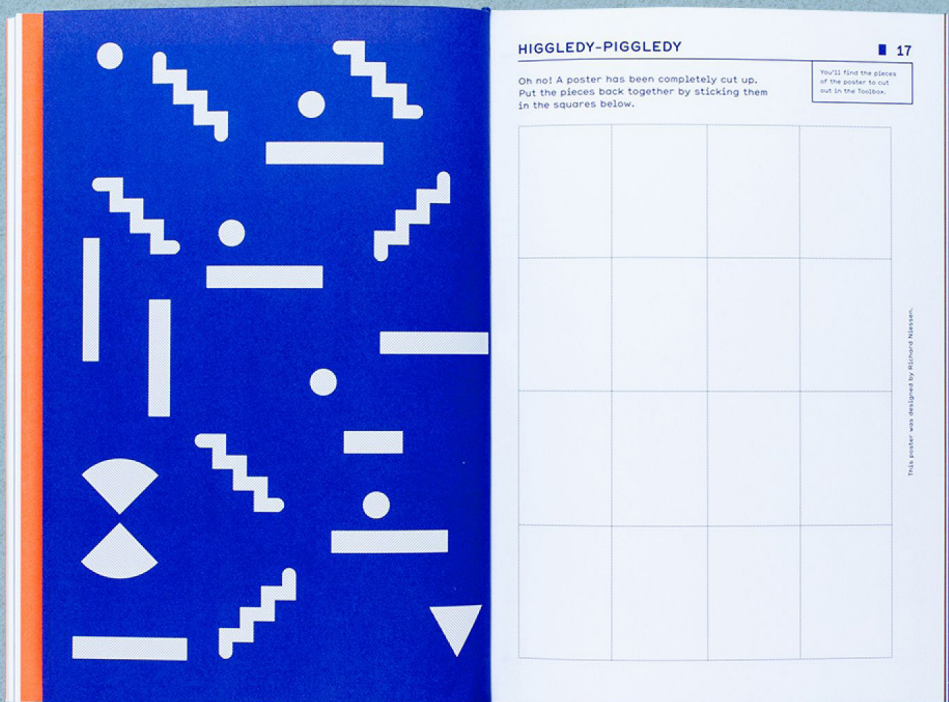 HIGGLEDY-PIGGLEDY
17
Oh no! A poster has been completely cut up.
Put the pieces back together by sticking them
in the squares below.
You'll find the pieces
of the poster to cut
out in the Toolbox.
This poster was designed by Richard Niessen.